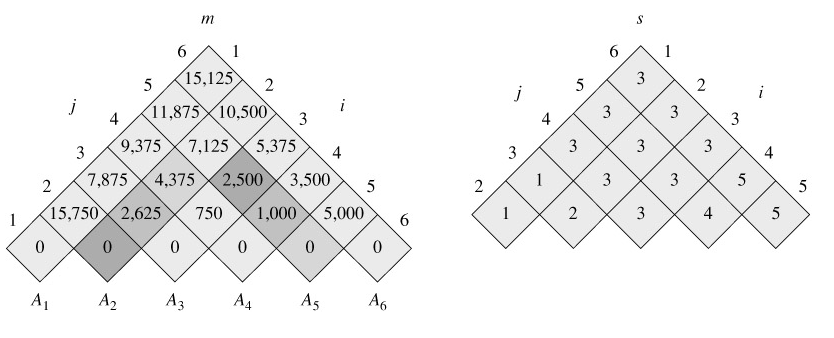 m
6 1
15,125
5 2
11,875 10,500
j 4 3 i
9,375 7,125 5,375
3 4
7,875 4,375 2,500 3,500
2 5
15,750 2,625 750 1,000 5,000
1 6
0 0 0 0 0 0
A1 A2 A3 A4 A5 A6
s
6 1
3
5 2
3 3
j 4 3 i
3 3 3
3 4
1 3 3 5
2 5
1 2 3 4 5